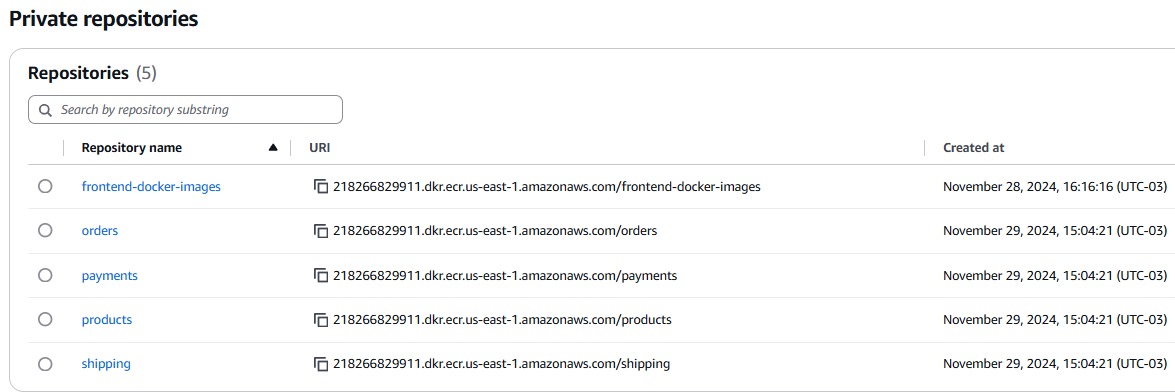 Private repositories
Repositories (5)
Search by repository substring
Repository name URI Created at
frontend-docker-images 218266829911.dkr.ecr.us-east-1.amazonaws.com/frontend-docker-images November 28, 2024, 16:16:16 (UTC-03)
orders 218266829911.dkr.ecr.us-east-1.amazonaws.com/orders November 29, 2024, 15:04:21 (UTC-03)
payments 218266829911.dkr.ecr.us-east-1.amazonaws.com/payments November 29, 2024, 15:04:21 (UTC-03)
products 218266829911.dkr.ecr.us-east-1.amazonaws.com/products November 29, 2024, 15:04:21 (UTC-03)
shipping 218266829911.dkr.ecr.us-east-1.amazonaws.com/shipping November 29, 2024, 15:04:21 (UTC-03)